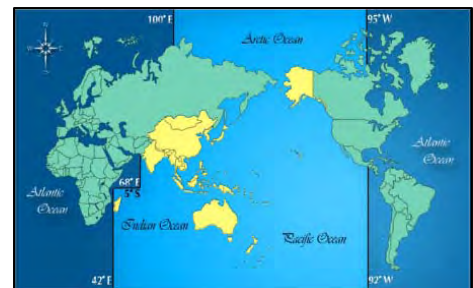 100° E
95° W
Arctic Ocean
Atlantic
Ocean
Atlantic
Ocean
68° E
5° S
Indian Ocean
Pacific Ocean
42° E
92° W